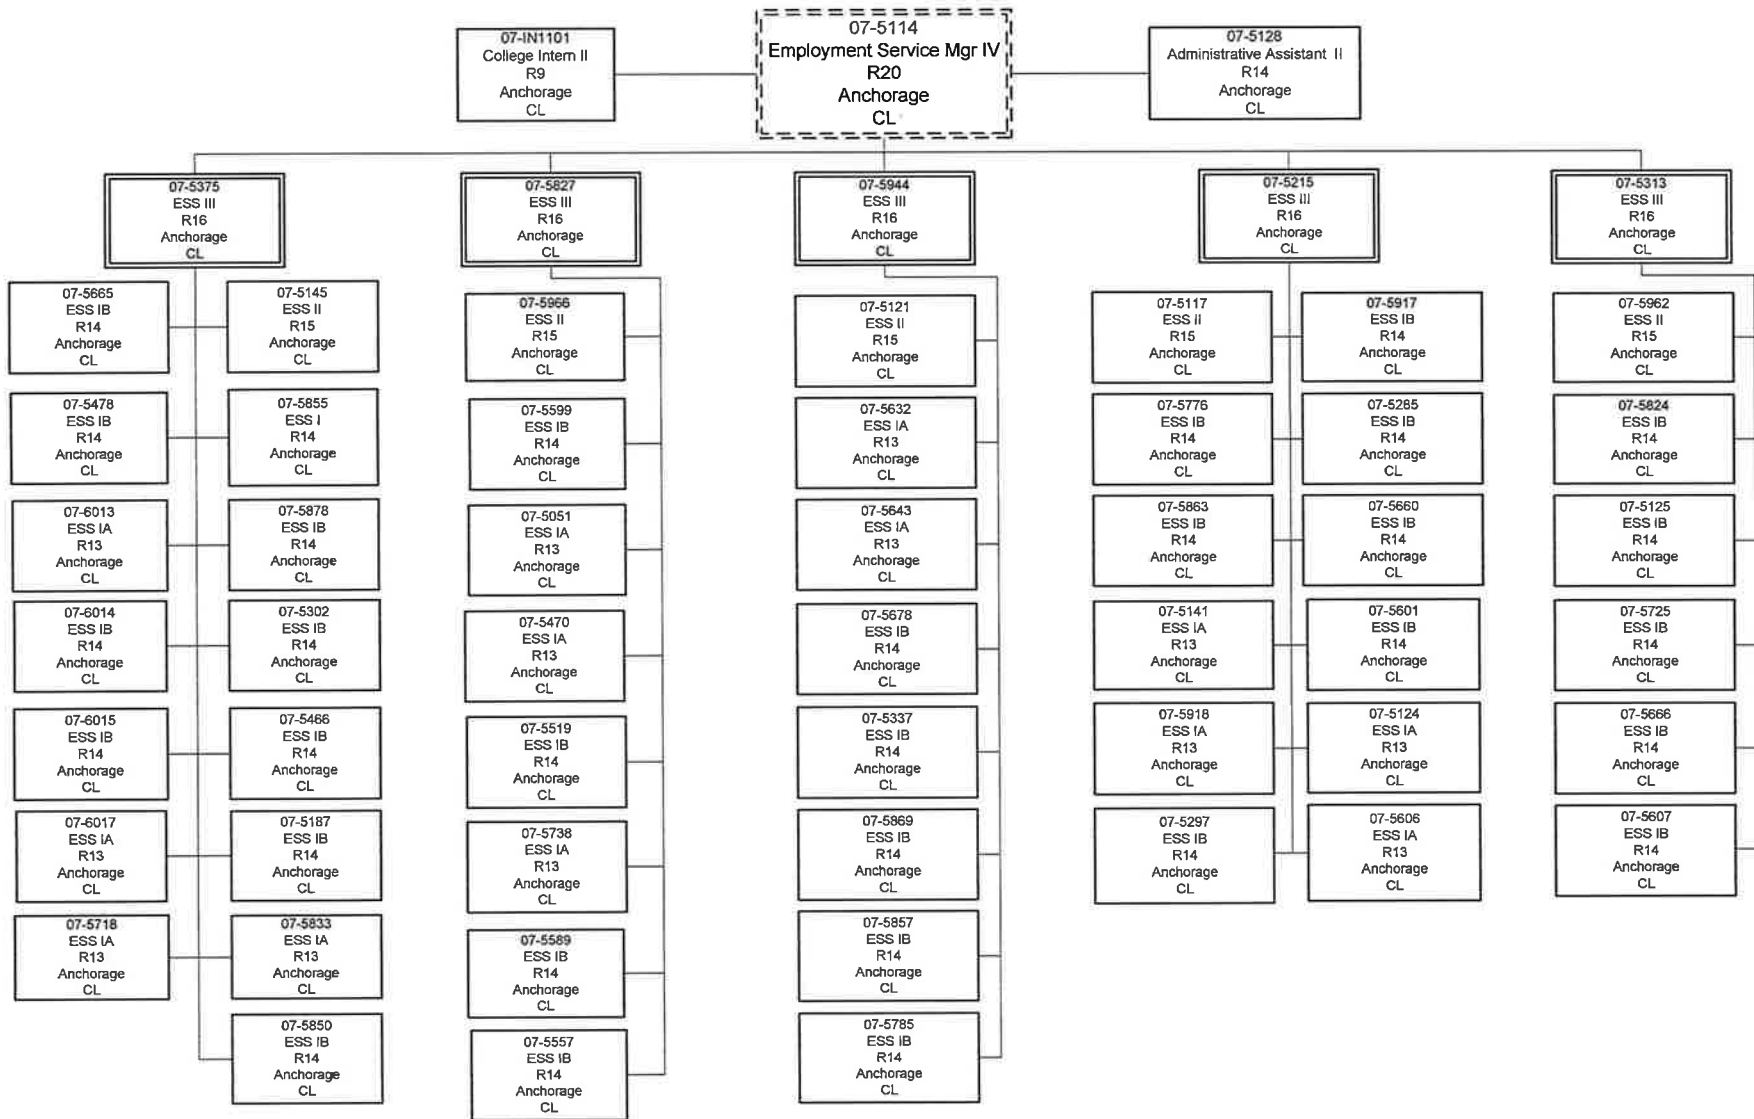 07-IN1101
College Intern II
R9
Anchorage
CL
07-5114
Employment Service Mgr IV
R20
Anchorage
CL
07-5128
Administrative Assistant II
R14
Anchorage
CL
07-5375
ESS III
R16
Anchorage
CL
07-5827
ESS III
R16
Anchorage
CL
07-5944
ESS III
R16
Anchorage
CL
07-5215
ESS III
R16
Anchorage
CL
07-5313
ESS III
R16
Anchorage
CL
07-5665
ESS IB
R14
Anchorage
CL
07-5145
ESS II
R15
Anchorage
CL
07-5478
ESS IB
R14
Anchorage
CL
07-5855
ESS I
R14
Anchorage
CL
07-6013
ESS IA
R13
Anchorage
CL
07-5878
ESS IB
R14
Anchorage
CL
07-6014
ESS IB
R14
Anchorage
CL
07-5302
ESS IB
R14
Anchorage
CL
07-6015
ESS IB
R14
Anchorage
CL
07-5466
ESS IB
R14
Anchorage
CL
07-6017
ESS IA
R13
Anchorage
CL
07-5187
ESS IB
R14
Anchorage
CL
07-5718
ESS IA
R13
Anchorage
CL
07-5833
ESS IA
R13
Anchorage
CL
07-5850
ESS IB
R14
Anchorage
CL
07-5966
ESS II
R15
Anchorage
CL
07-5599
ESS IB
R14
Anchorage
CL
07-5051
ESS IA
R13
Anchorage
CL
07-5470
ESS IA
R13
Anchorage
CL
07-5519
ESS IB
R14
Anchorage
CL
07-5738
ESS IA
R13
Anchorage
CL
07-5589
ESS IB
R14
Anchorage
CL
07-5557
ESS IB
R14
Anchorage
CL
07-5121
ESS II
R15
Anchorage
CL
07-5632
ESS IA
R13
Anchorage
CL
07-5643
ESS IA
R13
Anchorage
CL
07-5678
ESS IB
R14
Anchorage
CL
07-5337
ESS IB
R14
Anchorage
CL
07-5869
ESS IB
R14
Anchorage
CL
07-5857
ESS IB
R14
Anchorage
CL
07-5785
ESS IB
R14
Anchorage
CL
07-5117
ESS II
R15
Anchorage
CL
07-5917
ESS IB
R14
Anchorage
CL
07-5776
ESS IB
R14
Anchorage
CL
07-5285
ESS IB
R14
Anchorage
CL
07-5863
ESS IB
R14
Anchorage
CL
07-5660
ESS IB
R14
Anchorage
CL
07-5141
ESS IA
R13
Anchorage
CL
07-5601
ESS IB
R14
Anchorage
CL
07-5918
ESS IA
R13
Anchorage
CL
07-5124
ESS IA
R13
Anchorage
CL
07-5297
ESS IB
R14
Anchorage
CL
07-5606
ESS IA
R13
Anchorage
CL
07-5962
ESS II
R15
Anchorage
CL
07-5824
ESS IB
R14
Anchorage
CL
07-5125
ESS IB
R14
Anchorage
CL
07-5725
ESS IB
R14
Anchorage
CL
07-5666
ESS IB
R14
Anchorage
CL
07-5607
ESS IB
R14
Anchorage
CL